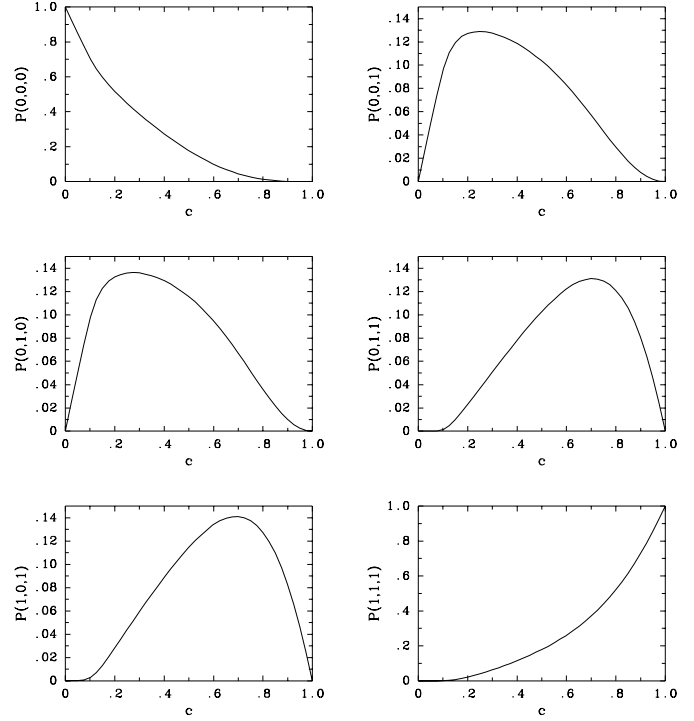 1.0 .8 .6 .4 .2 0
P(0,0,0)
0 .2 .4 .6 .8 1.0
c
.14 .12 .10 .08 .06 .04 .02 0
P(0,0,1)
0 .2 .4 .6 .8 1.0
c
.14 .12 .10 .08 .06 .04 .02 0
P(0,1,0)
0 .2 .4 .6 .8 1.0
c
.14 .12 .10 .08 .06 .04 .02 0
P(0,1,1)
0 .2 .4 .6 .8 1.0
c
.14 .12 .10 .08 .06 .04 .02 0
P(1,0,1)
0 .2 .4 .6 .8 1.0
c
1.0 .8 .6 .4 .2 0
P(1,1,1)
0 .2 .4 .6 .8 1.0
c